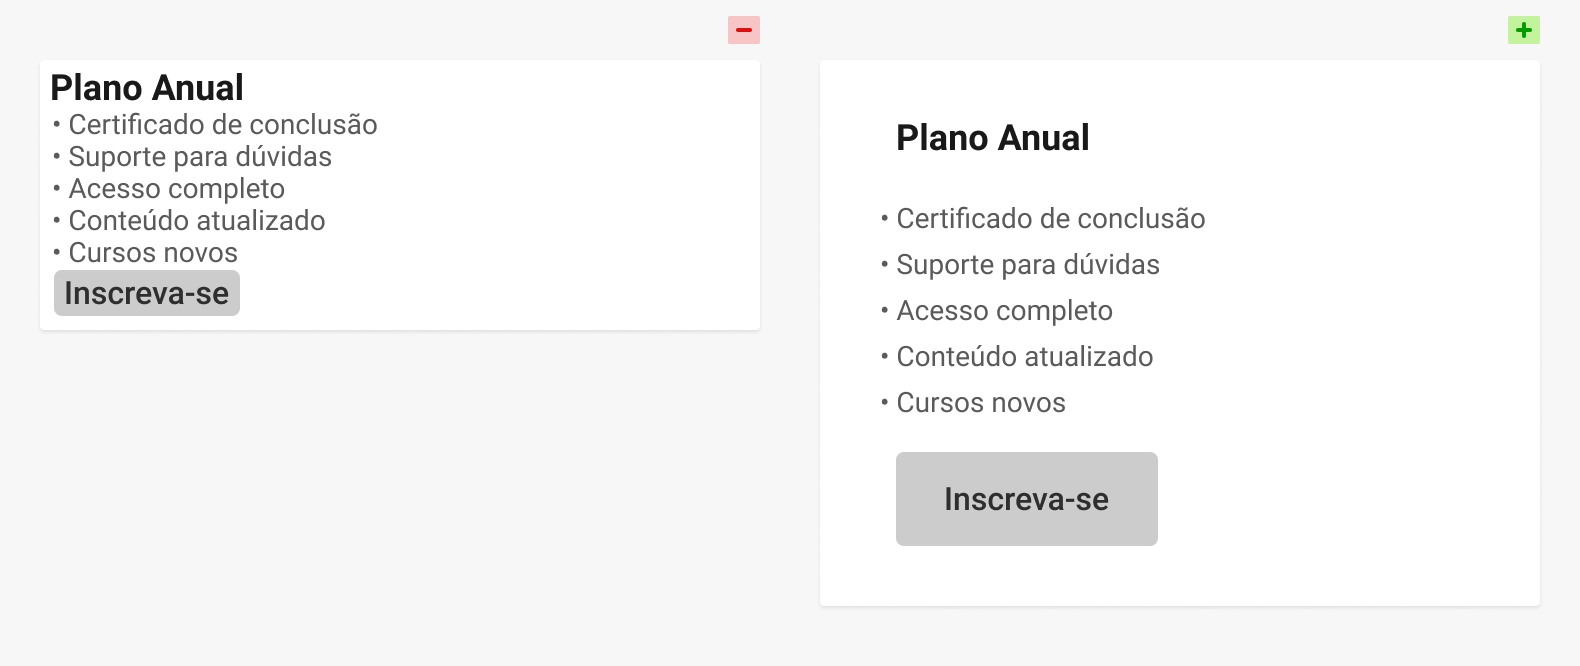 Plano Anual
• Certificado de conclusão
• Suporte para dúvidas
• Acesso completo
• Conteúdo atualizado
• Cursos novos
Inscreva-se
Plano Anual
• Certificado de conclusão
• Suporte para dúvidas
• Acesso completo
• Conteúdo atualizado
• Cursos novos
Inscreva-se